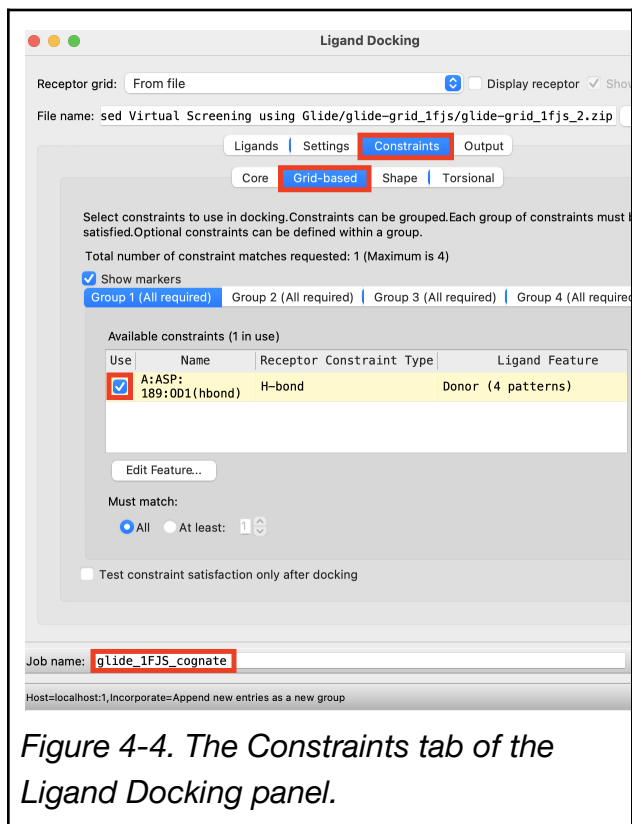 Ligand Docking
Receptor grid: From file Display receptor Show
File name: sed Virtual Screening using Glide/glide-grid_1fjs/glide-grid_1fjs_2.zip
Ligands Settings Constraints Output
Core Grid-based Shape Torsional
Select constraints to use in docking.Constraints can be grouped.Each group of constraints must
satisfied.Optional constraints can be defined within a group.
Total number of constraint matches requested: 1 (Maximum is 4)
Show markers
Group 1 (All required) Group 2 (All required) Group 3 (All required) Group 4 (All required
Available constraints (1 in use)
Use Name Receptor Constraint Type Ligand Feature
A:ASP:
189:OD1(hbond) H-bond Donor (4 patterns)
Edit Feature...
Must match:
All At least: 1
Test constraint satisfaction only after docking
Job name: glide_1FJS_cognate
Host=localhost:1,Incorporate=Append new entries as a new group
Figure 4-4. The Constraints tab of the
Ligand Docking panel.